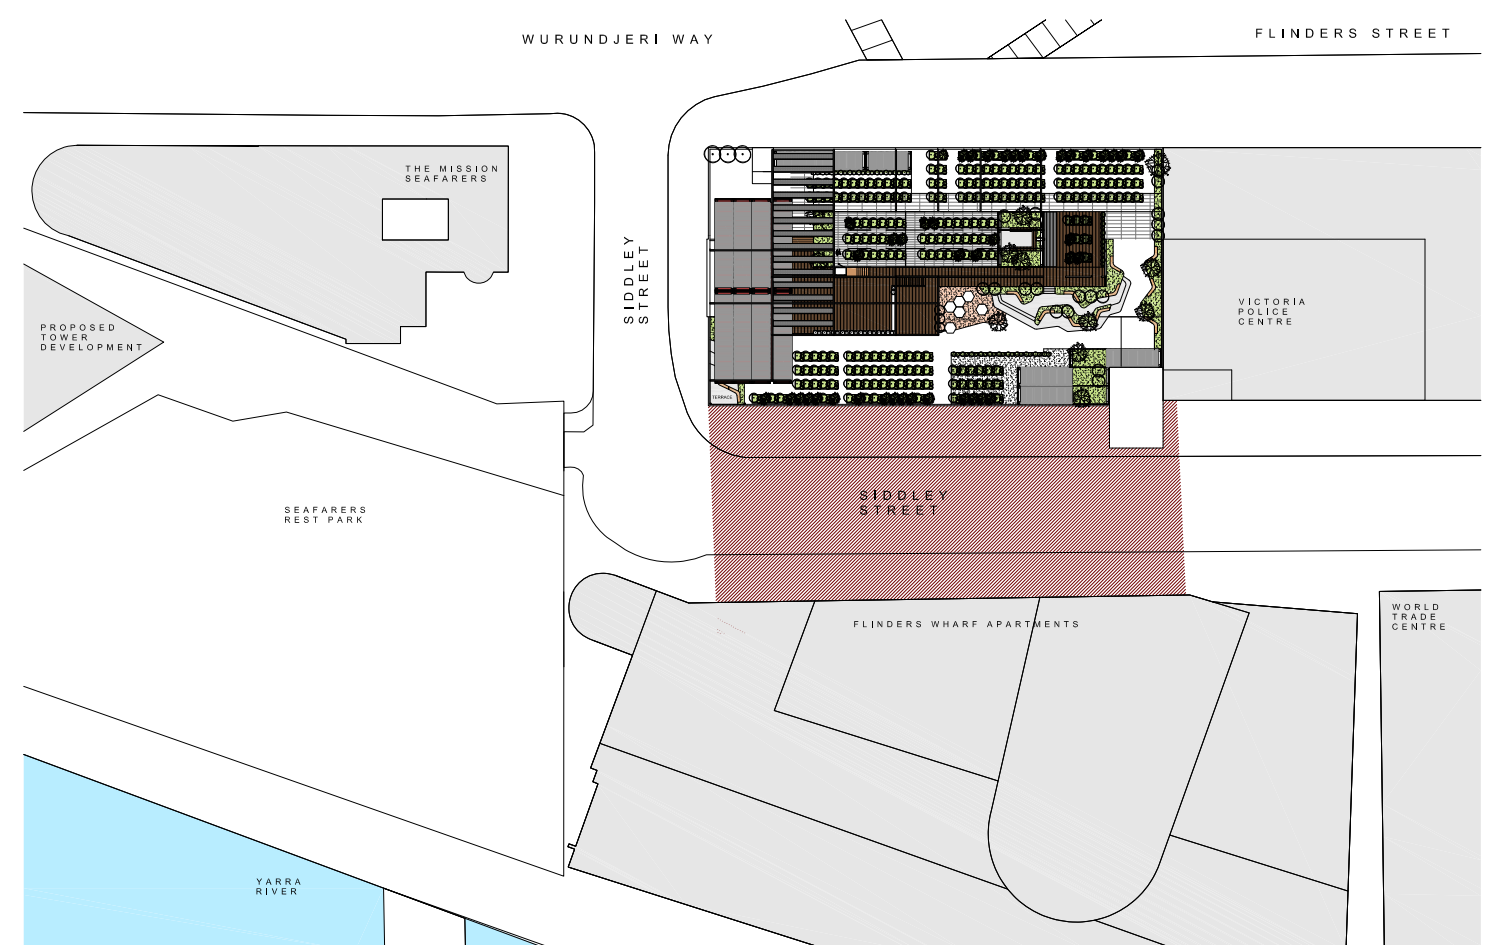 WURUNDJERI WAY
FLINDERS STREET
THE MISSION
SEAFARERS
SIDDLEY
STREET
PROPOSED
TOWER
DEVELOPMENT
VICTORIA
POLICE
CENTRE
TERRACE
SIDDLEY
STREET
SEAFARERS
REST PARK
FLINDERS WHARF APARTMENTS
WORLD
TRADE
CENTRE
YARRA
RIVER